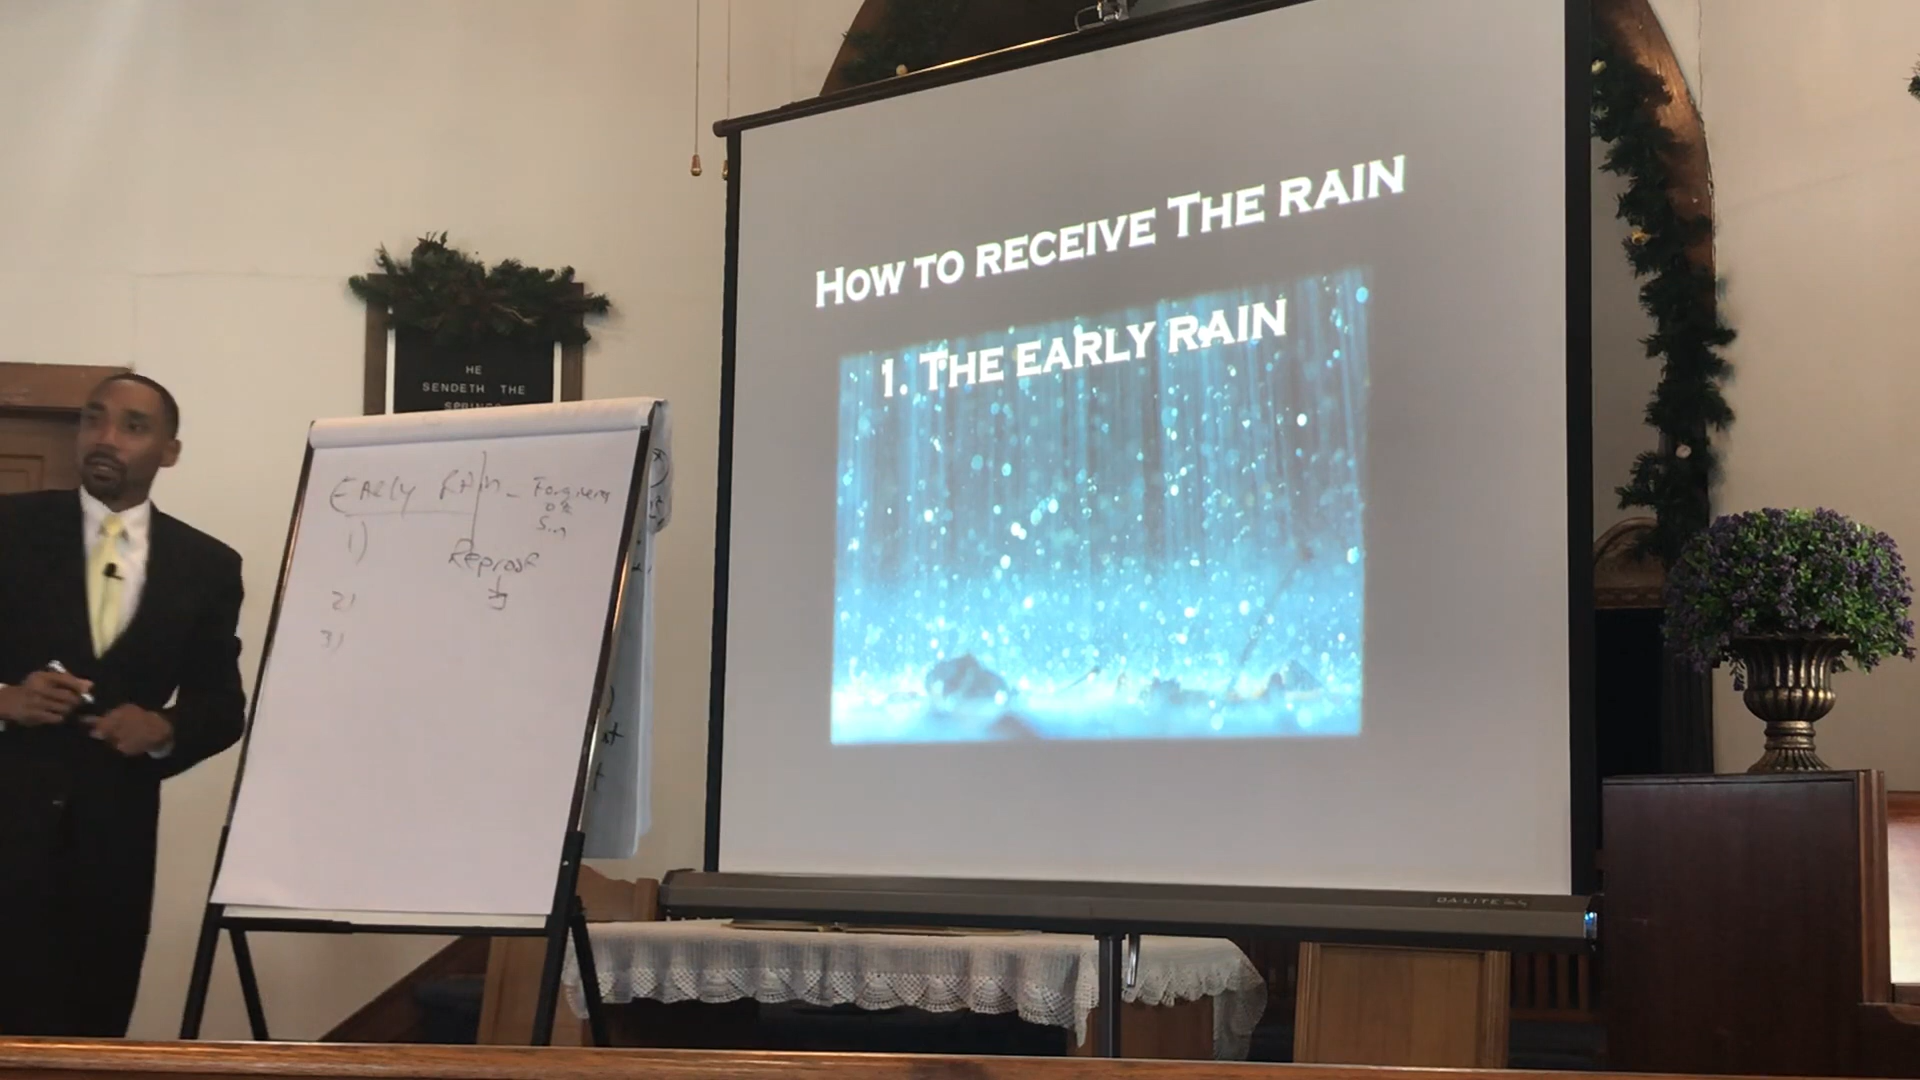 HE
SENDETH THE
SPRINGS
HOW TO RECEIVE THE RAIN
1. THE EARLY RAIN
EARLY RAIN - Forgiveness
of
Sin
1)
Reproof
2)
3)
DA-LITE